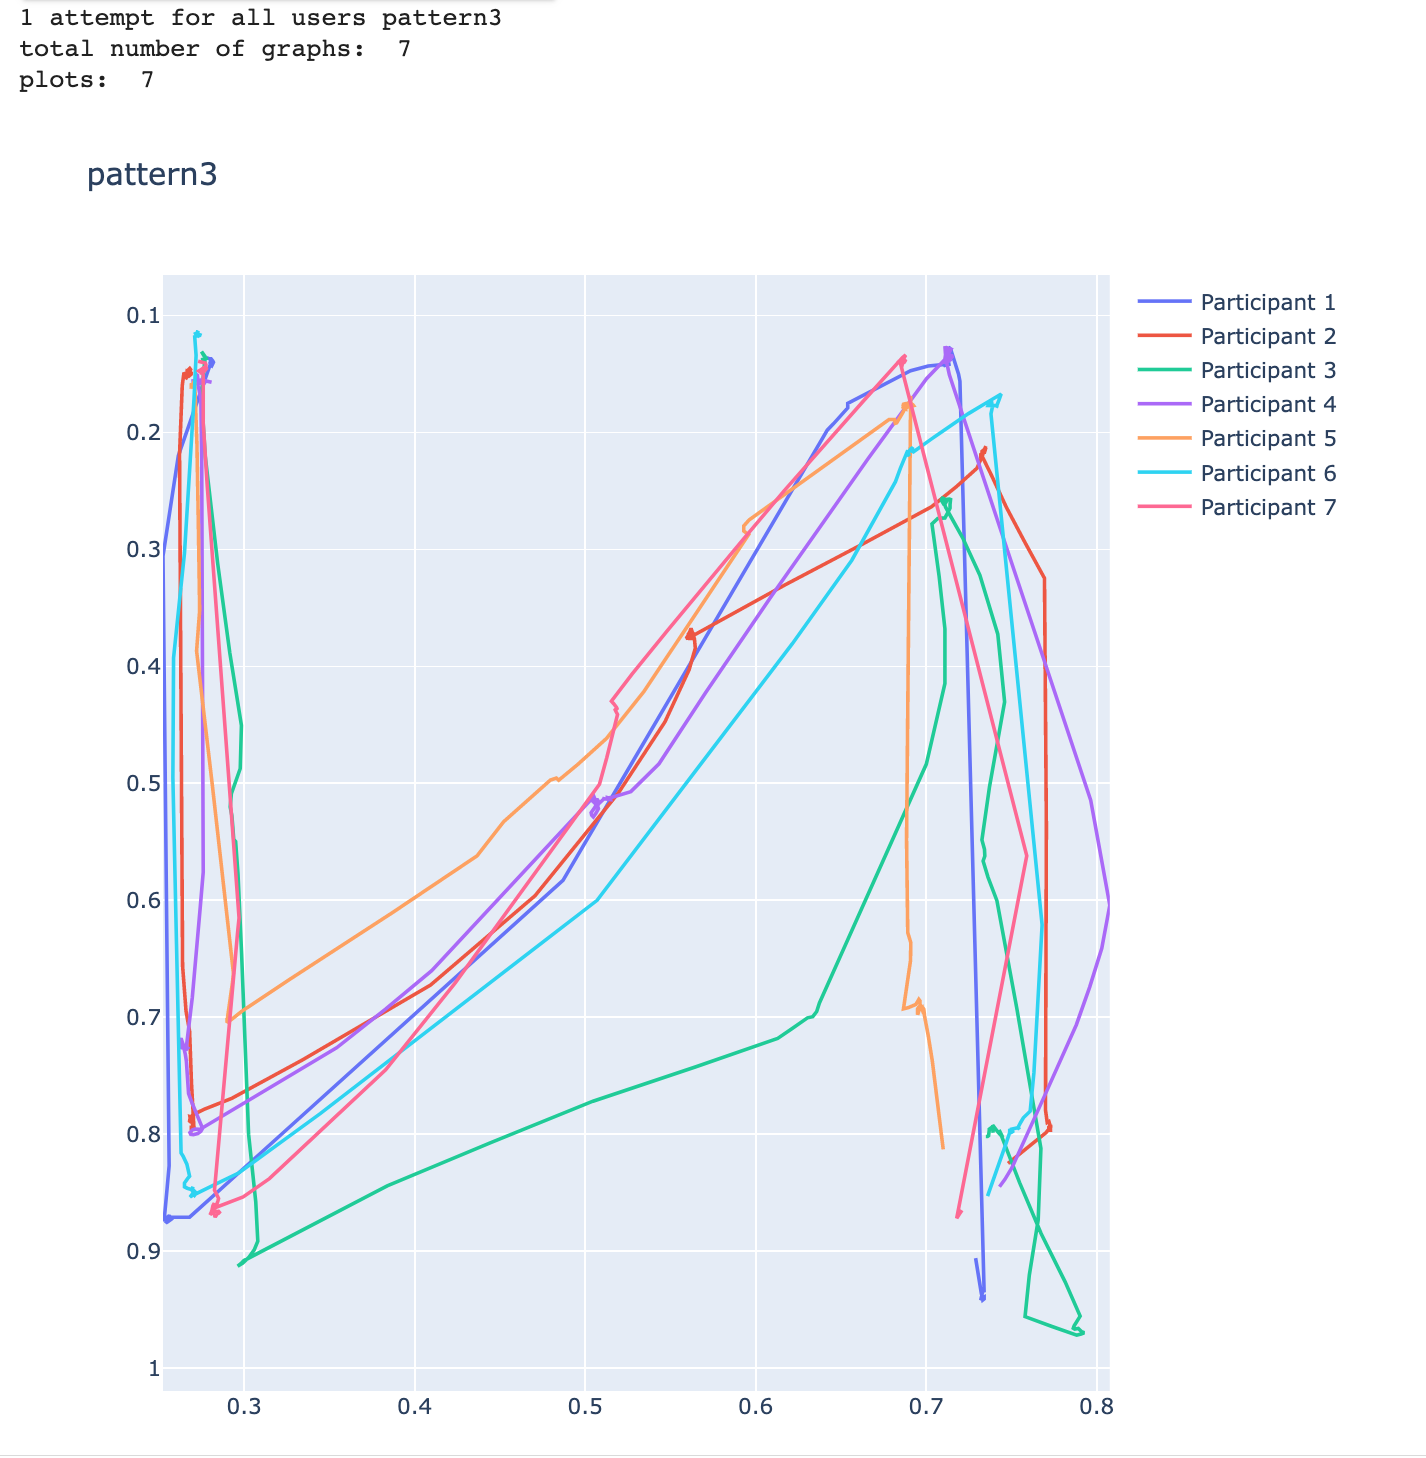 1 attempt for all users pattern3
total number of graphs:  7
plots:  7
pattern3
0.1
0.2
0.3
0.4
0.5
0.6
0.7
0.8
0.9
1
0.3
0.4
0.5
0.6
0.7
0.8
Participant 1
Participant 2
Participant 3
Participant 4
Participant 5
Participant 6
Participant 7